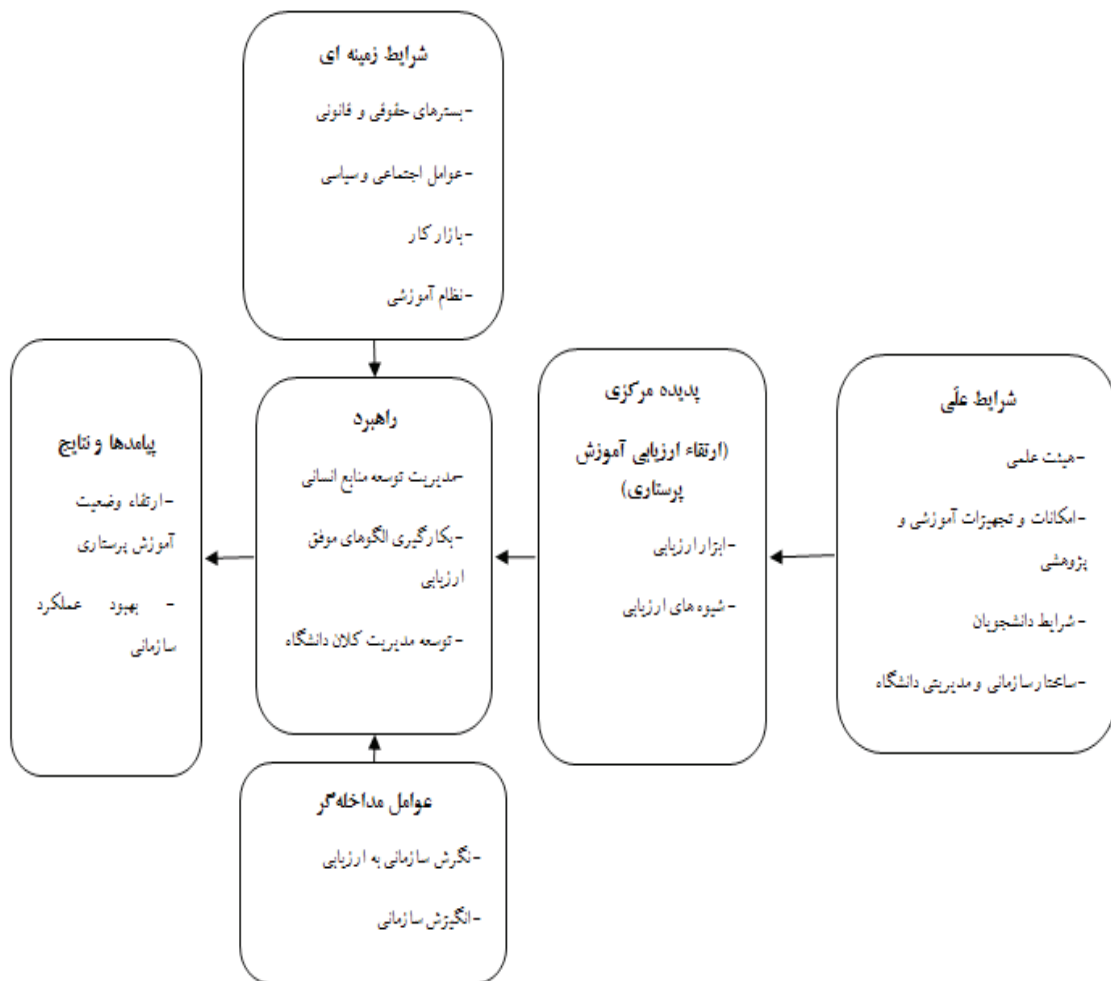 شرایط زمینه ای
-بسترهای حقوقی و قانونی
-عوامل اجتماعی و سیاسی
-بازار کار
-نظام آموزشی
شرایط علّی
-هیئت علمی
-امکانات و تجهیزات آموزشی و
پژوهشی
-شرایط دانشجویان
-ساختار سازمانی و مدیریتی دانشگاه
پدیده مرکزی
(ارتقاء ارزیابی آموزش
پرستاری)
-ابزار ارزیابی
-شیوه های ارزیابی
راهبرد
-مدیریت توسعه منابع انسانی
-بکارگیری الگوهای موفق
ارزیابی
- توسعه مدیریت کلان دانشگاه
پیامدها و نتایج
-ارتقاء وضعیت
آموزش پرستاری
- بهبود عملکرد
سازمانی
عوامل مداخله‌گر
-نگرش سازمانی به ارزیابی
-انگیزش سازمانی